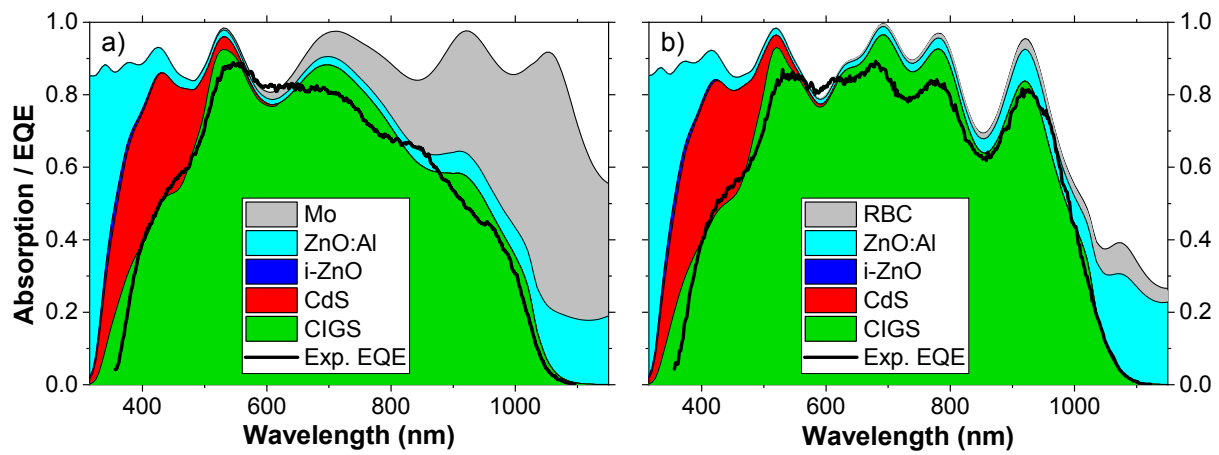 a)
1.0
0.8
0.6
0.4
0.2
0.0
Absorption / EQE
Mo
ZnO:Al
i-ZnO
CdS
CIGS
Exp. EQE
400 600 800 1000
Wavelength (nm)
b)
RBC
ZnO:Al
i-ZnO
CdS
CIGS
Exp. EQE
400 600 800 1000
Wavelength (nm)
1.0
0.8
0.6
0.4
0.2
0.0